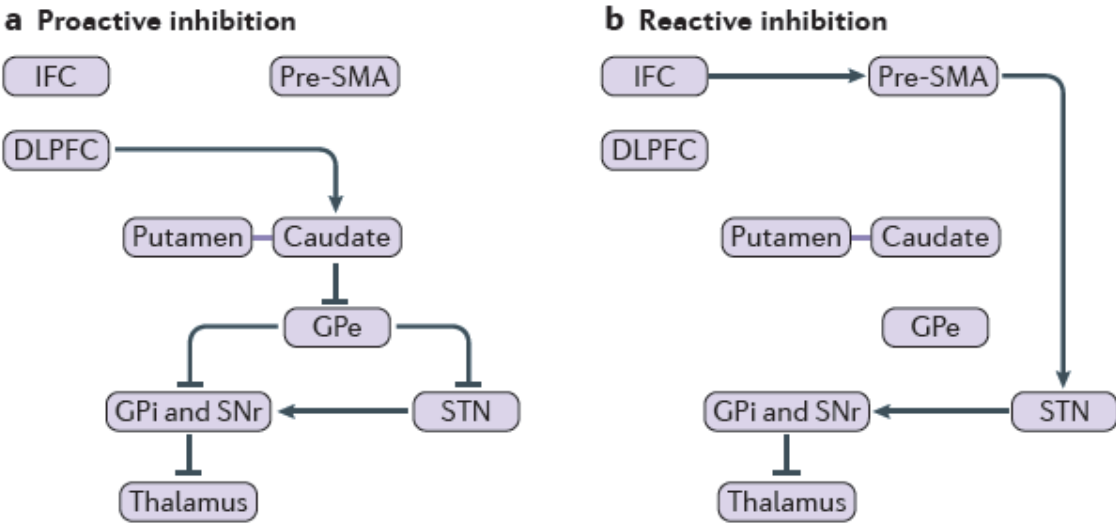 a Proactive inhibition
IFC
Pre-SMA
DLPFC
Putamen
Caudate
GPe
GPi and SNr
STN
Thalamus
b Reactive inhibition
IFC
Pre-SMA
DLPFC
Putamen
Caudate
GPe
GPi and SNr
STN
Thalamus